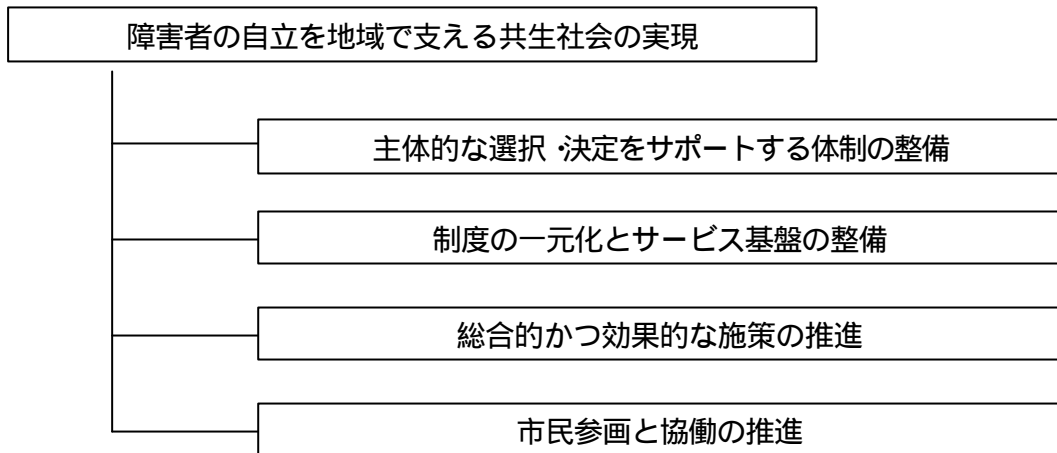 障害者の自立を地域で支える共生社会の実現
主体的な選択・決定をサポートする体制の整備
制度の一元化とサービス基盤の整備
総合的かつ効果的な施策の推進
市民参画と協働の推進